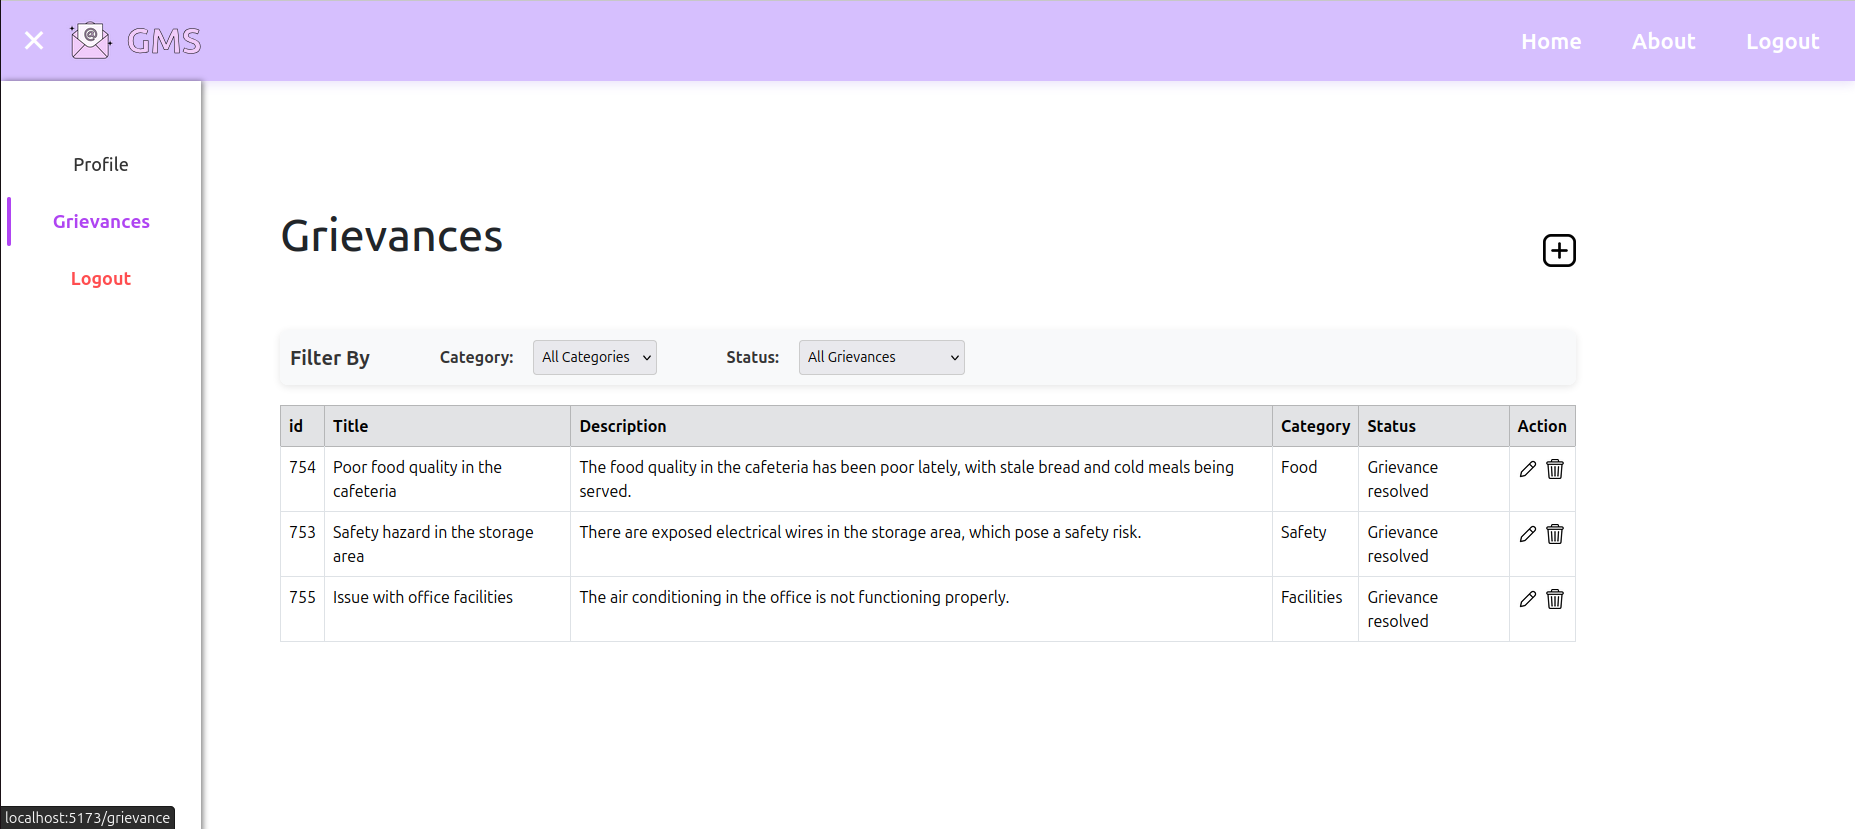 GMS
Home About Logout
Profile
Grievances
Logout
Grievances
Filter By Category: All Categories Status: All Grievances
id Title Description Category Status Action
754 Poor food quality in the The food quality in the cafeteria has been poor lately, with stale bread and cold meals being Food Grievance
cafeteria served. resolved
753 Safety hazard in the storage There are exposed electrical wires in the storage area, which pose a safety risk. Safety Grievance
area resolved
755 Issue with office facilities The air conditioning in the office is not functioning properly. Facilities Grievance
resolved
localhost:5173/grievance